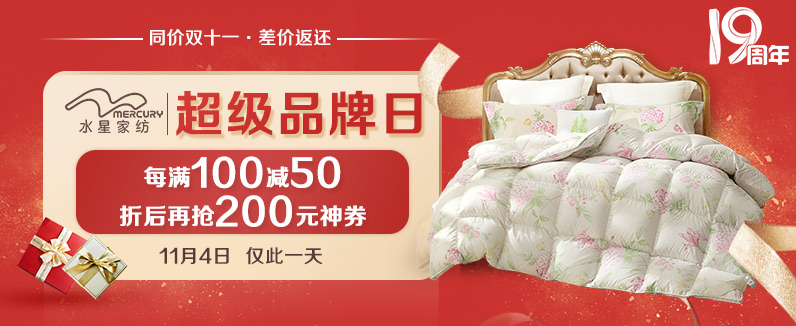 同价双十一·差价返还
19
周年
MERCURY
水星家纺
超级品牌日
每满100减50
折后再抢200元神券
11月4日 仅此一天